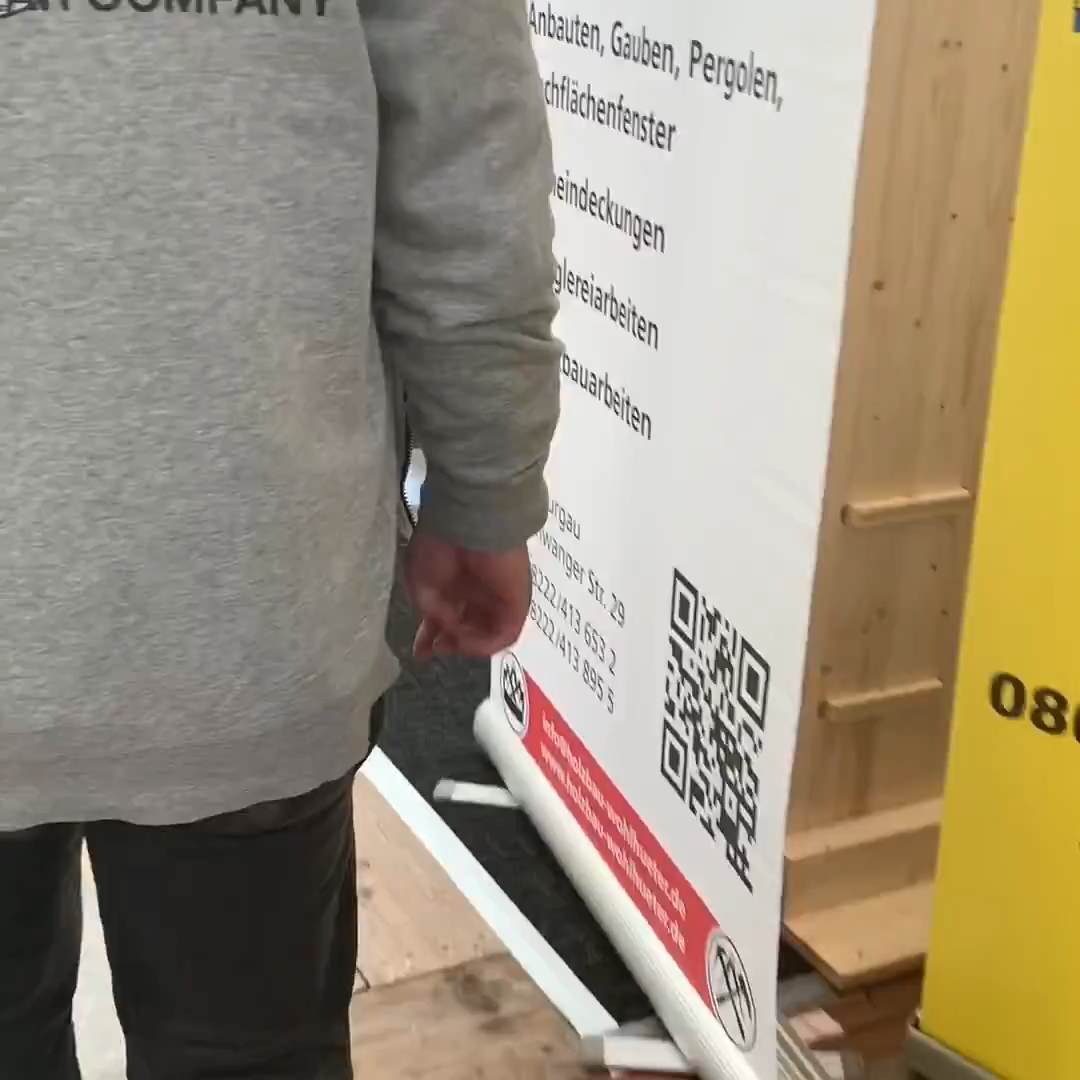 COMPANY
Anbauten, Gauben, Pergolen,
chflächenfenster
eindeckungen
glereiarbeiten
bauarbeiten
urgau
wanger Str. 29
8222/413 653 2
8222/413 895 5
info@holzbau-wohlhueter.de
www.holzbau-wohlhueter.de
08